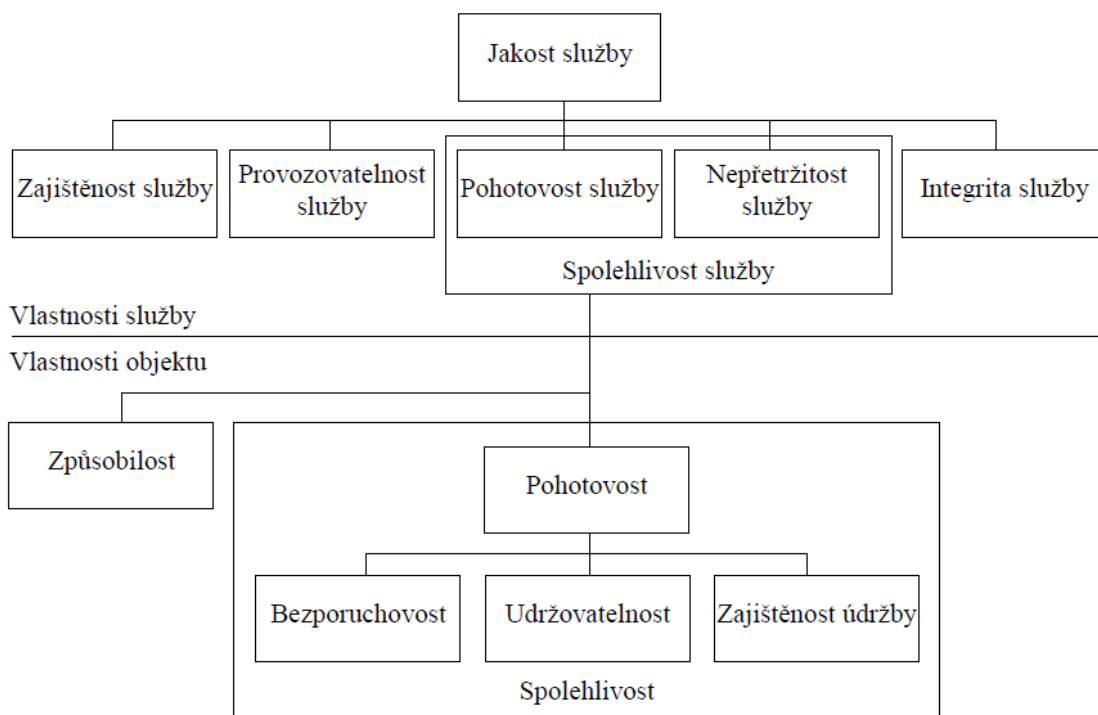 Jakost služby
Zajištěnost služby
Provozovatelnost
služby
Pohotovost služby
Nepřetržitost
služby
Integrita služby
Spolehlivost služby
Vlastnosti služby
Vlastnosti objektu
Způsobilost
Pohotovost
Bezporuchovost
Udržovatelnost
Zajištěnost údržby
Spolehlivost